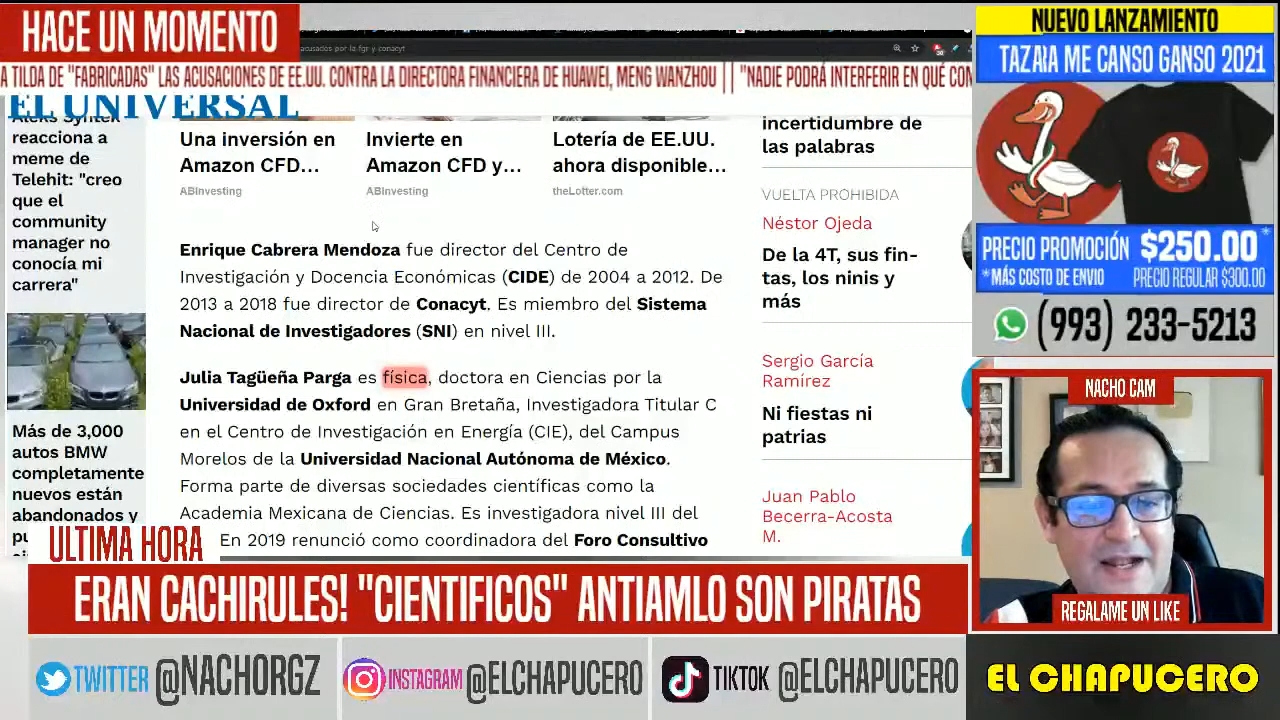 HACE UN MOMENTO
acusados por la fgr y conacyt
A TILDA DE "FABRICADAS" LAS ACUSACIONES DE EE.UU. CONTRA LA DIRECTORA FINANCIERA DE HUAWEI, MENG WANZHOU || "NADIE PODRÁ INTERFERIR EN QUÉ CON
EL UNIVERSAL
Aleks Syntek
reacciona a
meme de
Telehit: "creo
que el
community
manager no
conocía mi
carrera"
Más de 3,000
autos BMW
completamente
nuevos están
abandonados y
Una inversión en
Amazon CFD...
ABInvesting
Invierte en
Amazon CFD y...
ABInvesting
Lotería de EE.UU.
ahora disponible...
theLotter.com
Enrique Cabrera Mendoza fue director del Centro de
Investigación y Docencia Económicas (CIDE) de 2004 a 2012. De
2013 a 2018 fue director de Conacyt. Es miembro del Sistema
Nacional de Investigadores (SNI) en nivel III.
Julia Tagüeña Parga es física, doctora en Ciencias por la
Universidad de Oxford en Gran Bretaña, Investigadora Titular C
en el Centro de Investigación en Energía (CIE), del Campus
Morelos de la Universidad Nacional Autónoma de México.
Forma parte de diversas sociedades científicas como la
Academia Mexicana de Ciencias. Es investigadora nivel III del
En 2019 renunció como coordinadora del Foro Consultivo
incertidumbre de
las palabras
VUELTA PROHIBIDA
Néstor Ojeda
De la 4T, sus fin-
tas, los ninis y
más
Sergio García
Ramírez
Ni fiestas ni
patrias
Juan Pablo
Becerra-Acosta
M.
NUEVO LANZAMIENTO
ME CANSO GANSO 2021
PRECIO PROMOCIÓN $250.00*
*MÁS COSTO DE ENVIO PRECIO REGULAR $300.00
(993) 233-5213
NACHO CAM
REGALAME UN LIKE
ULTIMA HORA
ERAN CACHIRULES! "CIENTIFICOS" ANTIAMLO SON PIRATAS
TWITTER @NACHORGZ
INSTAGRAM @ELCHAPUCERO
TIKTOK @ELCHAPUCERO
EL CHAPUCERO